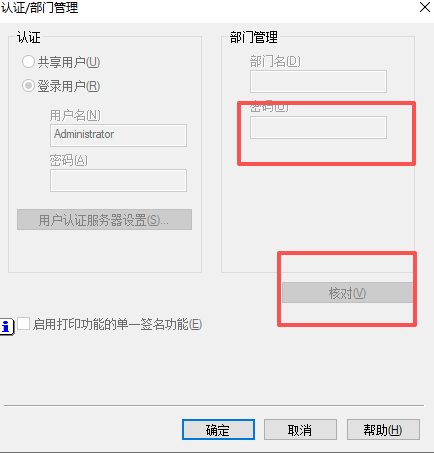 认证/部门管理
认证
共享用户(U)
登录用户(R)
用户名(N)
Administrator
密码(A)
用户认证服务器设置(S)...
部门管理
部门名(D)
密码(O)
核对(V)
启用打印功能的单一签名功能(E)
确定
取消
帮助(H)